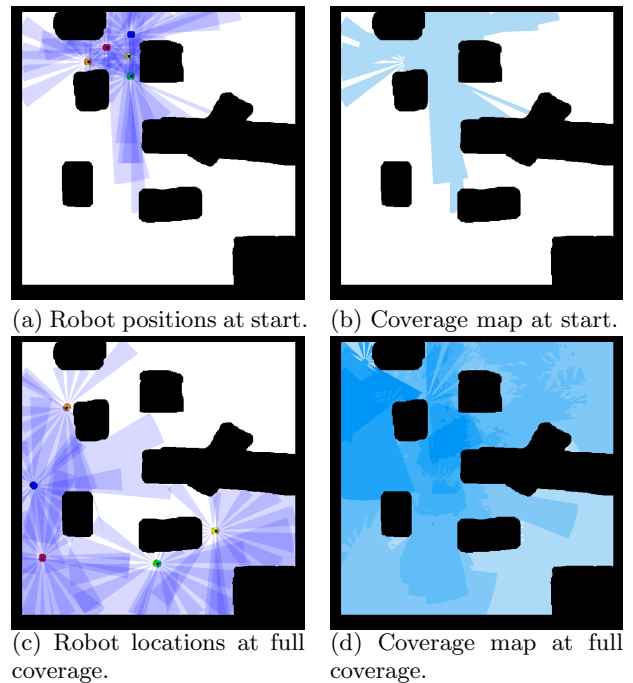 (a) Robot positions at start.
(b) Coverage map at start.
(c) Robot locations at full
coverage.
(d) Coverage map at full
coverage.